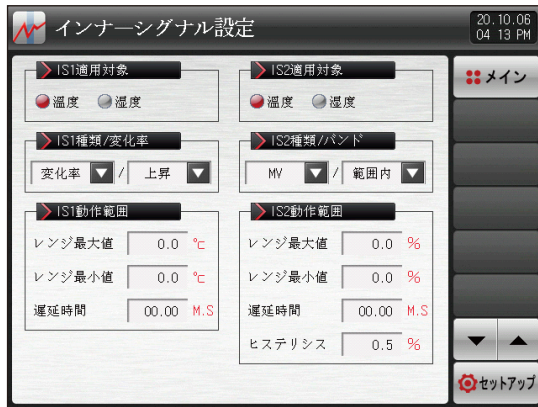 インナーシグナル設定
20.10.06
04 13 PM
IS1適用対象
温度 湿度
IS1種類/変化率
変化率 / 上昇
IS1動作範囲
レンジ最大値 0.0 ℃
レンジ最小値 0.0 ℃
遅延時間 00.00 M.S
IS2適用対象
温度 湿度
IS2種類/バンド
MV / 範囲内
IS2動作範囲
レンジ最大値 0.0 %
レンジ最小値 0.0 %
遅延時間 00.00 M.S
ヒステリシス 0.5 %
メイン
セットアップ